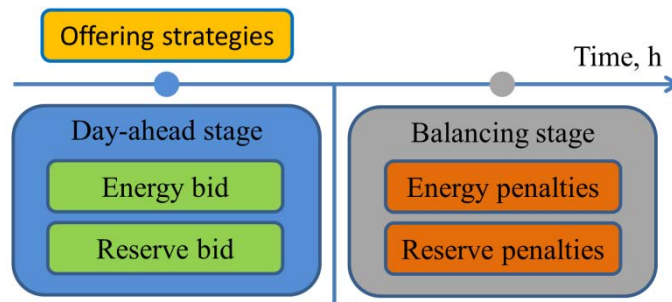 Offering strategies
Time, h
Day-ahead stage
Energy bid
Reserve bid
Balancing stage
Energy penalties
Reserve penalties